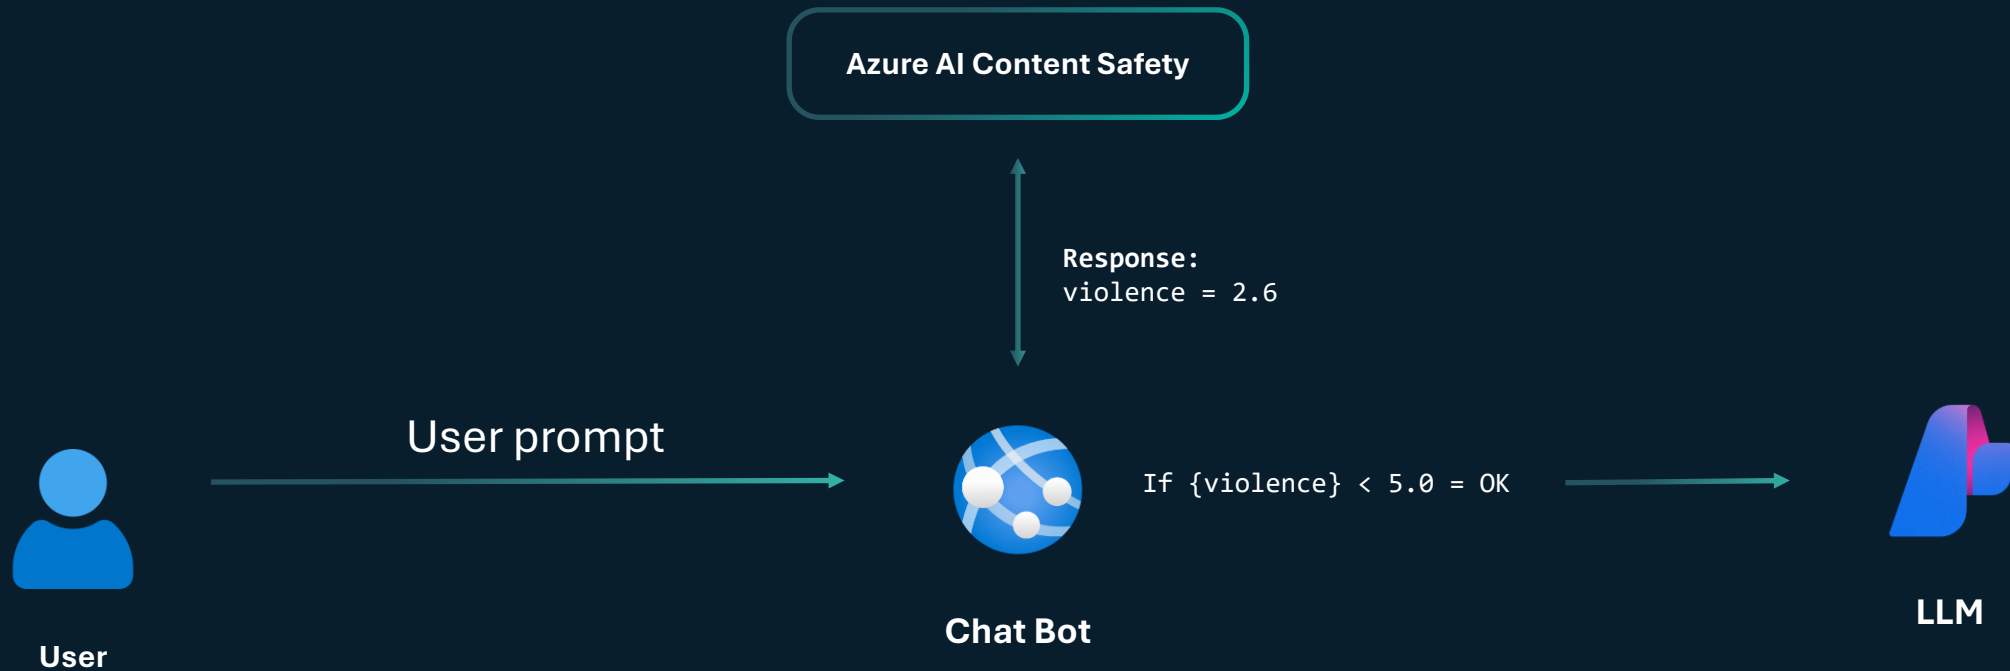 Azure AI Content Safety
Response:
violence = 2.6
User prompt
If {violence} < 5.0 = OK
User
Chat Bot
LLM